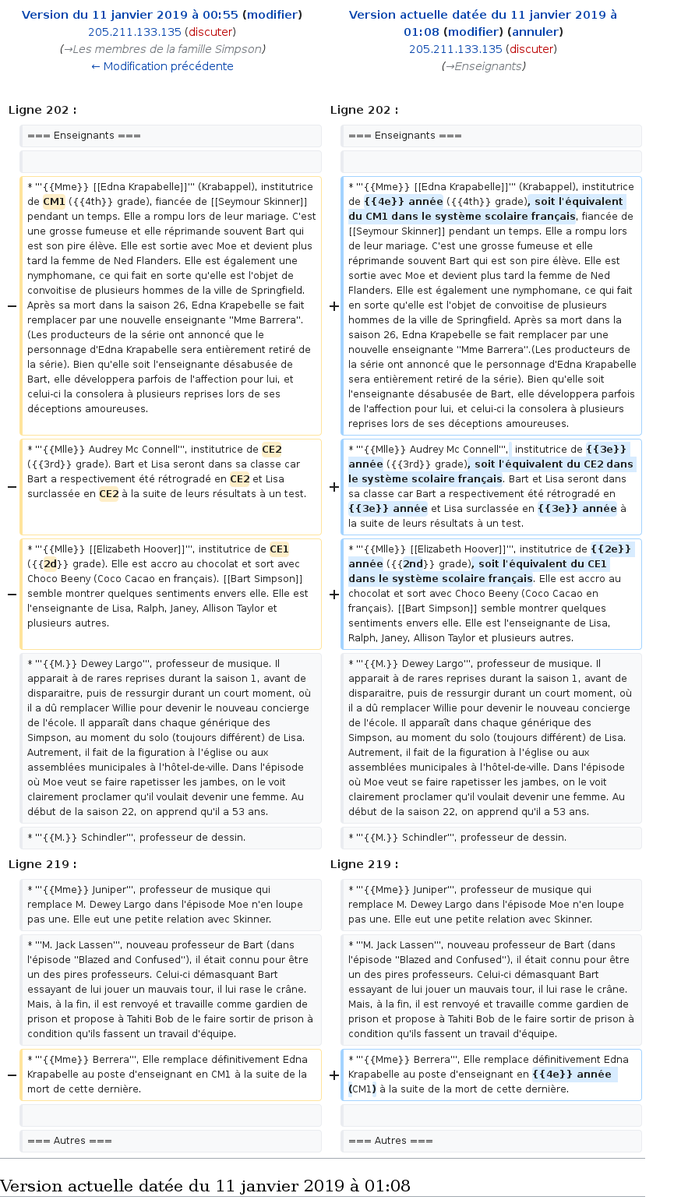 Version du 11 janvier 2019 à 00:55 (modifier)
205.211.133.135 (discuter)
(→Les membres de la famille Simpson)
← Modification précédente
Version actuelle datée du 11 janvier 2019 à
01:08 (modifier) (annuler)
205.211.133.135 (discuter)
(→Enseignants)
Ligne 202 :
Ligne 202 :
=== Enseignants ===
=== Enseignants ===
−
* '''{{Mme}} [[Edna Krapabelle]]''' (Krabappel), institutrice
de CM1 ({{4th}} grade), fiancée de [[Seymour Skinner]]
pendant un temps. Elle a rompu lors de leur mariage. C'est
une grosse fumeuse et elle réprimande souvent Bart qui
est son pire élève. Elle est sortie avec Moe et devient plus
tard la femme de Ned Flanders. Elle est également une
nymphomane, ce qui fait en sorte qu'elle est l'objet de
convoitise de plusieurs hommes de la ville de Springfield.
Après sa mort dans la saison 26, Edna Krapebelle se fait
remplacer par une nouvelle enseignante ''Mme Barrera''.
(Les producteurs de la série ont annoncé que le
personnage d'Edna Krapabelle sera entièrement retiré de
la série). Bien qu'elle soit l'enseignante désabusée de
Bart, elle développera parfois de l'affection pour lui, et
celui-ci la consolera à plusieurs reprises lors de ses
déceptions amoureuses.
+
* '''{{Mme}} [[Edna Krapabelle]]''' (Krabappel), institutrice
de {{4e}} année ({{4th}} grade), soit l'équivalent
du CM1 dans le système scolaire français, fiancée de
[[Seymour Skinner]] pendant un temps. Elle a rompu lors
de leur mariage. C'est une grosse fumeuse et elle
réprimande souvent Bart qui est son pire élève. Elle est
sortie avec Moe et devient plus tard la femme de Ned
Flanders. Elle est également une nymphomane, ce qui fait
en sorte qu'elle est l'objet de convoitise de plusieurs
hommes de la ville de Springfield. Après sa mort dans la
saison 26, Edna Krapebelle se fait remplacer par une
nouvelle enseignante ''Mme Barrera''.(Les producteurs de
la série ont annoncé que le personnage d'Edna Krapabelle
sera entièrement retiré de la série). Bien qu'elle soit
l'enseignante désabusée de Bart, elle développera parfois
de l'affection pour lui, et celui-ci la consolera à plusieurs
reprises lors de ses déceptions amoureuses.
−
* '''{{Mlle}} Audrey Mc Connell''', institutrice de CE2
({{3rd}} grade). Bart et Lisa seront dans sa classe car
Bart a respectivement été rétrogradé en CE2 et Lisa
surclassée en CE2 à la suite de leurs résultats à un test.
+
* '''{{Mlle}} Audrey Mc Connell''', institutrice de {{3e}}
année ({{3rd}} grade), soit l'équivalent du CE2 dans
le système scolaire français. Bart et Lisa seront dans
sa classe car Bart a respectivement été rétrogradé en
{{3e}} année et Lisa surclassée en {{3e}} année à
la suite de leurs résultats à un test.
−
* '''{{Mlle}} [[Elizabeth Hoover]]''', institutrice de CE1
({{2d}} grade). Elle est accro au chocolat et sort avec
Choco Beeny (Coco Cacao en français). [[Bart Simpson]]
semble montrer quelques sentiments envers elle. Elle est
l'enseignante de Lisa, Ralph, Janey, Allison Taylor et
plusieurs autres.
+
* '''{{Mlle}} [[Elizabeth Hoover]]''', institutrice de {{2e}}
année ({{2nd}} grade), soit l'équivalent du CE1
dans le système scolaire français. Elle est accro au
chocolat et sort avec Choco Beeny (Coco Cacao en
français). [[Bart Simpson]] semble montrer quelques
sentiments envers elle. Elle est l'enseignante de Lisa,
Ralph, Janey, Allison Taylor et plusieurs autres.
* '''{{M.}} Dewey Largo''', professeur de musique. Il
apparait à de rares reprises durant la saison 1, avant de
disparaitre, puis de ressurgir durant un court moment, où
il a dû remplacer Willie pour devenir le nouveau concierge
de l'école. Il apparaît dans chaque générique des
Simpson, au moment du solo (toujours différent) de Lisa.
Autrement, il fait de la figuration à l'église ou aux
assemblées municipales à l'hôtel-de-ville. Dans l'épisode
où Moe veut se faire rapetisser les jambes, on le voit
clairement proclamer qu'il voulait devenir une femme. Au
début de la saison 22, on apprend qu'il a 53 ans.
* '''{{M.}} Dewey Largo''', professeur de musique. Il
apparait à de rares reprises durant la saison 1, avant de
disparaitre, puis de ressurgir durant un court moment, où
il a dû remplacer Willie pour devenir le nouveau concierge
de l'école. Il apparaît dans chaque générique des
Simpson, au moment du solo (toujours différent) de Lisa.
Autrement, il fait de la figuration à l'église ou aux
assemblées municipales à l'hôtel-de-ville. Dans l'épisode
où Moe veut se faire rapetisser les jambes, on le voit
clairement proclamer qu'il voulait devenir une femme. Au
début de la saison 22, on apprend qu'il a 53 ans.
* '''{{M.}} Schindler''', professeur de dessin.
* '''{{M.}} Schindler''', professeur de dessin.
Ligne 219 :
Ligne 219 :
* '''{{Mme}} Juniper''', professeur de musique qui
remplace M. Dewey Largo dans l'épisode Moe n'en loupe
pas une. Elle eut une petite relation avec Skinner.
* '''{{Mme}} Juniper''', professeur de musique qui
remplace M. Dewey Largo dans l'épisode Moe n'en loupe
pas une. Elle eut une petite relation avec Skinner.
* '''M. Jack Lassen''', nouveau professeur de Bart (dans
l'épisode ''Blazed and Confused''), il était connu pour être
un des pires professeurs. Celui-ci démasquant Bart
essayant de lui jouer un mauvais tour, il lui rase le crâne.
Mais, à la fin, il est renvoyé et travaille comme gardien de
prison et propose à Tahiti Bob de le faire sortir de prison à
condition qu'ils fassent un travail d'équipe.
* '''M. Jack Lassen''', nouveau professeur de Bart (dans
l'épisode ''Blazed and Confused''), il était connu pour être
un des pires professeurs. Celui-ci démasquant Bart
essayant de lui jouer un mauvais tour, il lui rase le crâne.
Mais, à la fin, il est renvoyé et travaille comme gardien de
prison et propose à Tahiti Bob de le faire sortir de prison à
condition qu'ils fassent un travail d'équipe.
−
* '''{{Mme}} Berrera''', Elle remplace définitivement Edna
Krapabelle au poste d'enseignant en CM1 à la suite de la
mort de cette dernière.
+
* '''{{Mme}} Berrera''', Elle remplace définitivement Edna
Krapabelle au poste d'enseignant en {{4e}} année
(CM1) à la suite de la mort de cette dernière.
=== Autres ===
=== Autres ===
Version actuelle datée du 11 janvier 2019 à 01:08